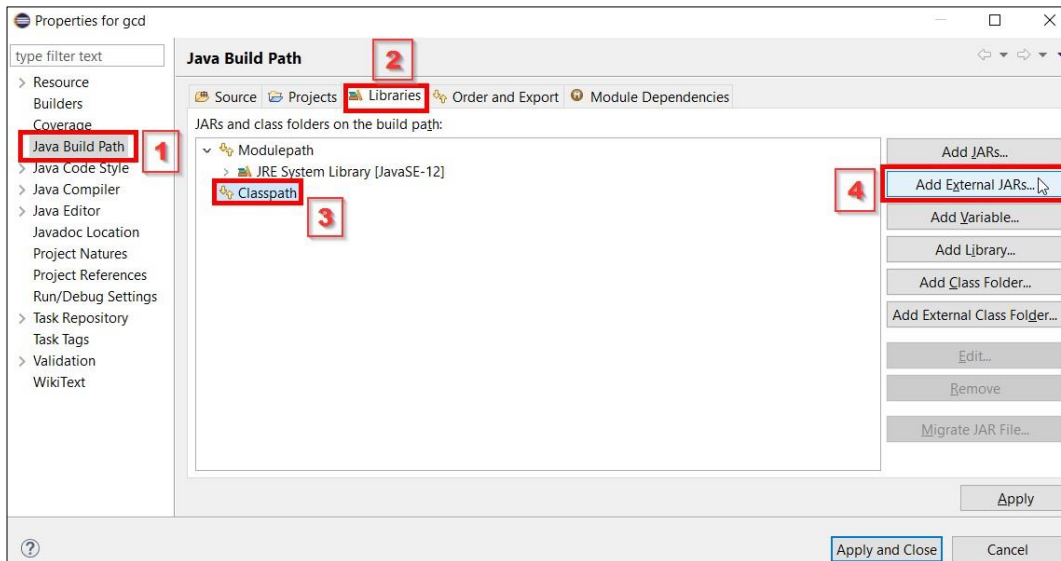 Properties for gcd
type filter text
Resource
Builders
Coverage
Java Build Path
1
Java Code Style
Java Compiler
Java Editor
Javadoc Location
Project Natures
Project References
Run/Debug Settings
Task Repository
Task Tags
Validation
WikiText
Java Build Path
2
Source Projects Libraries Order and Export Module Dependencies
JARs and class folders on the build path:
Modulepath
JRE System Library [JavaSE-12]
Classpath
3
4
Add JARs...
Add External JARs...
Add Variable...
Add Library...
Add Class Folder...
Add External Class Folder...
Edit...
Remove
Migrate JAR File...
Apply
?
Apply and Close Cancel